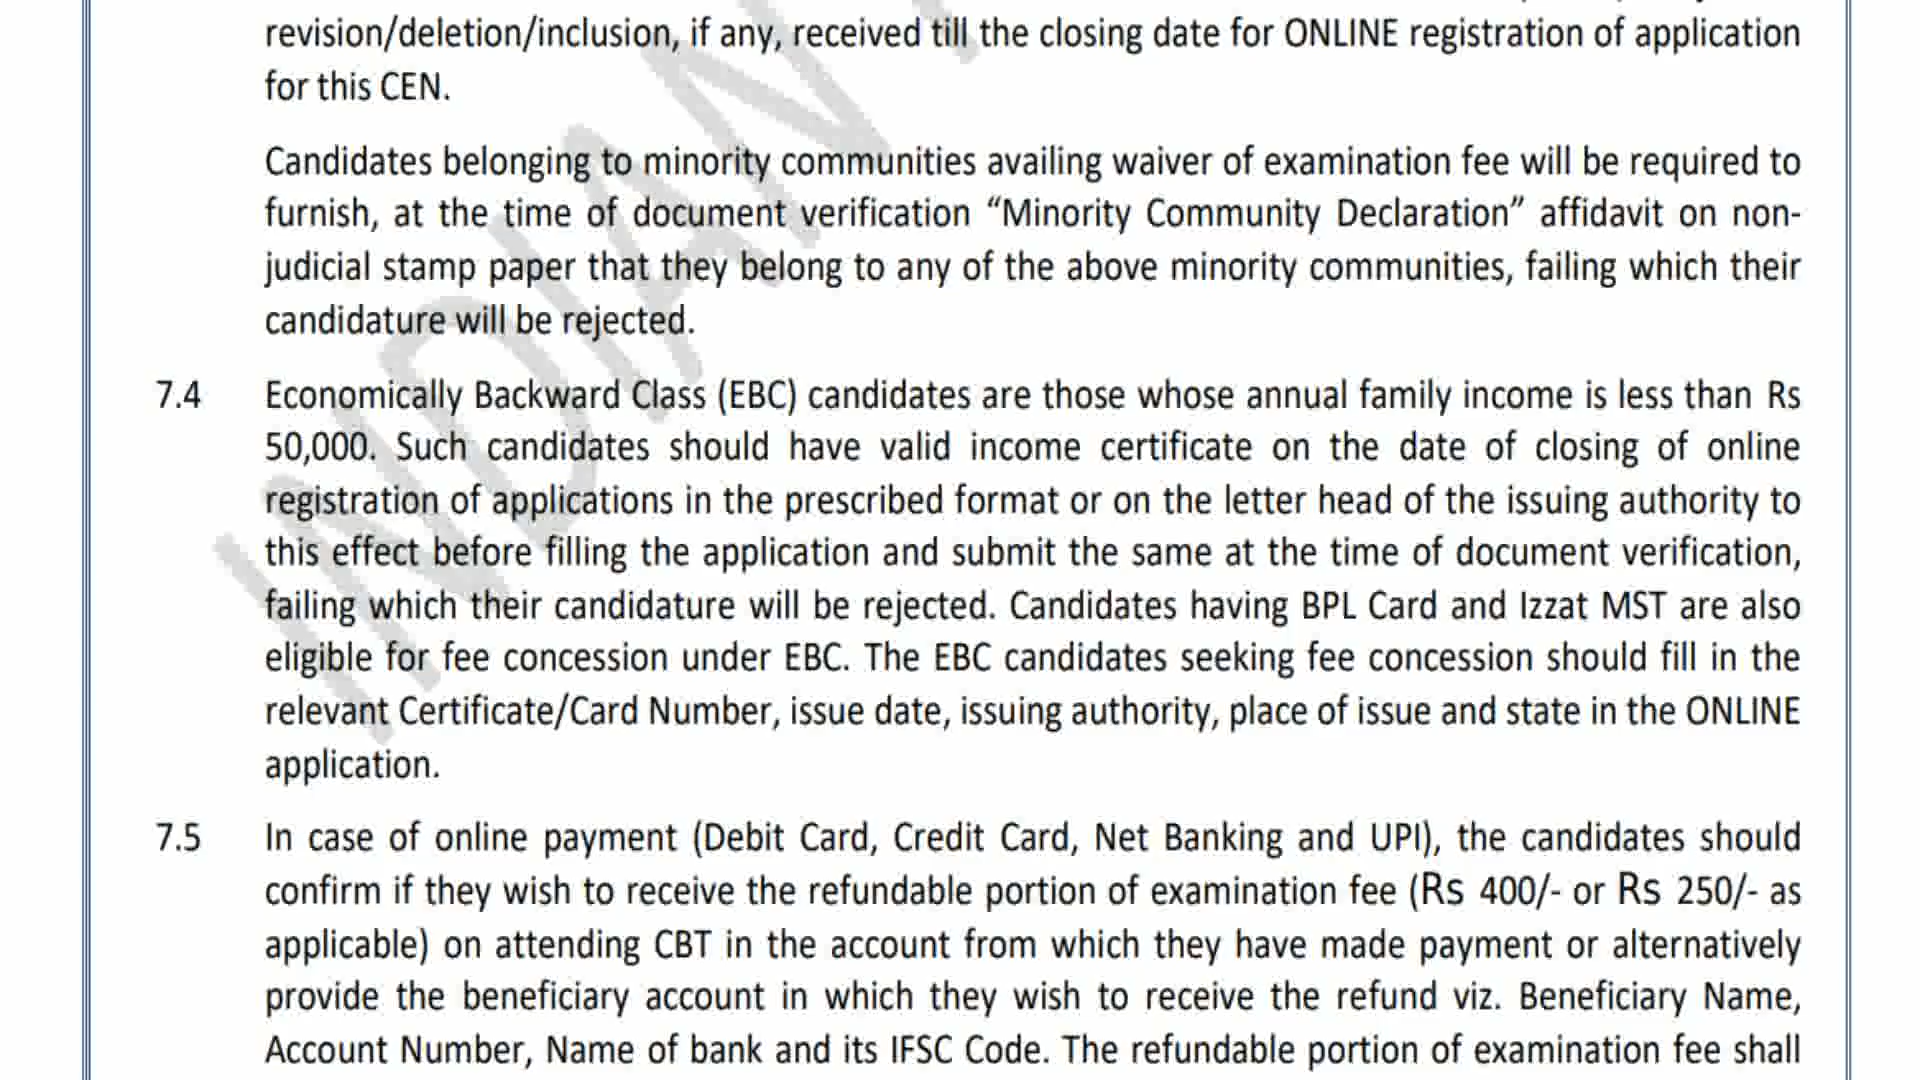 revision/deletion/inclusion, if any, received till the closing date for ONLINE registration of application
for this CEN.
Candidates belonging to minority communities availing waiver of examination fee will be required to
furnish, at the time of document verification “Minority Community Declaration” affidavit on non-
judicial stamp paper that they belong to any of the above minority communities, failing which their
candidature will be rejected.
7.4 Economically Backward Class (EBC) candidates are those whose annual family income is less than Rs
50,000. Such candidates should have valid income certificate on the date of closing of online
registration of applications in the prescribed format or on the letter head of the issuing authority to
this effect before filling the application and submit the same at the time of document verification,
failing which their candidature will be rejected. Candidates having BPL Card and Izzat MST are also
eligible for fee concession under EBC. The EBC candidates seeking fee concession should fill in the
relevant Certificate/Card Number, issue date, issuing authority, place of issue and state in the ONLINE
application.
7.5 In case of online payment (Debit Card, Credit Card, Net Banking and UPI), the candidates should
confirm if they wish to receive the refundable portion of examination fee (Rs 400/- or Rs 250/- as
applicable) on attending CBT in the account from which they have made payment or alternatively
provide the beneficiary account in which they wish to receive the refund viz. Beneficiary Name,
Account Number, Name of bank and its IFSC Code. The refundable portion of examination fee shall
INDIAN